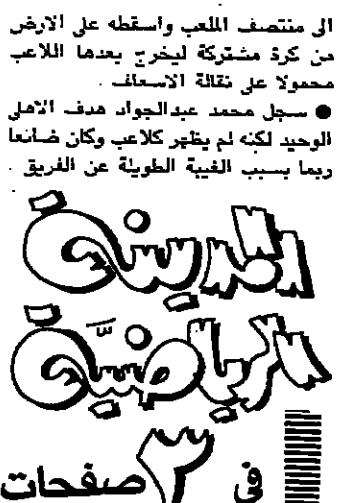 الى منتصف الملعب واسقطه على الارض
من كرة مشتركة ليخرج بعدها اللاعب
محمولا على نقالة الاسعاف .
● سجل محمد عبدالجواد هدف الاهلي
الوحيد لكنه لم يظهر كلاعب وكان ضائعا
ربما بسبب الغيبة الطويلة عن الفريق .
المدينة
الرياضيَّة
في ٣ صفحات